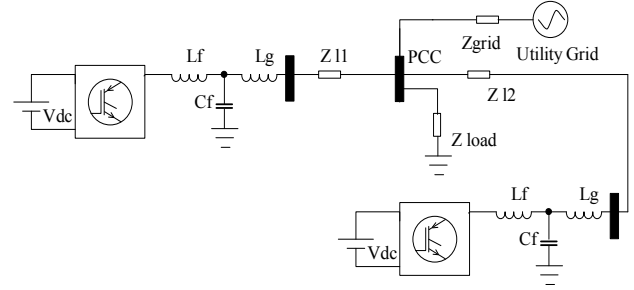 Zgrid
Utility Grid
Lf
Lg
Z l1
PCC
Z l2
Cf
Vdc
Z load
Lf
Lg
Cf
Vdc